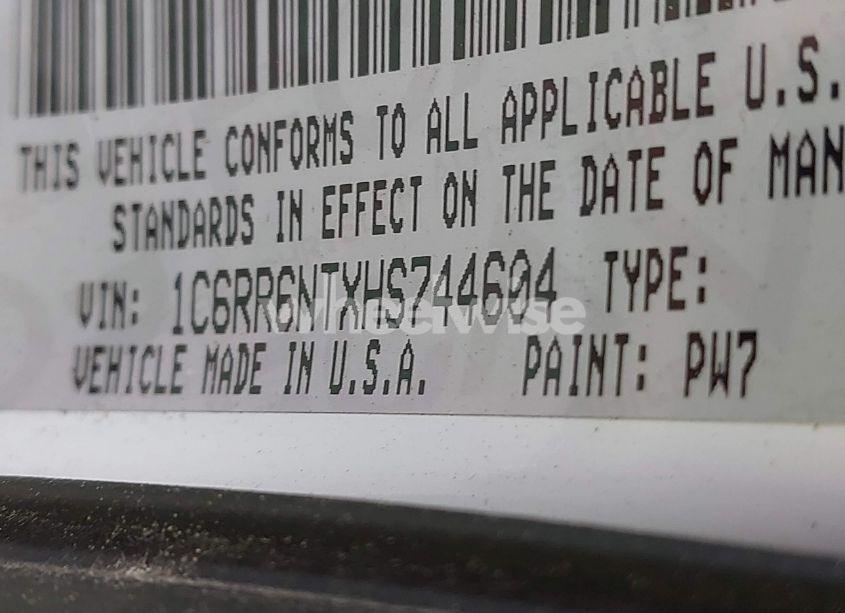 THIS VEHICLE CONFORMS TO ALL APPLICABLE U.S.
STANDARDS IN EFFECT ON THE DATE OF MAN
VIN: 1C6RR6NTXHS744604 TYPE:
wheelwise
VEHICLE MADE IN U.S.A. PAINT: PW7